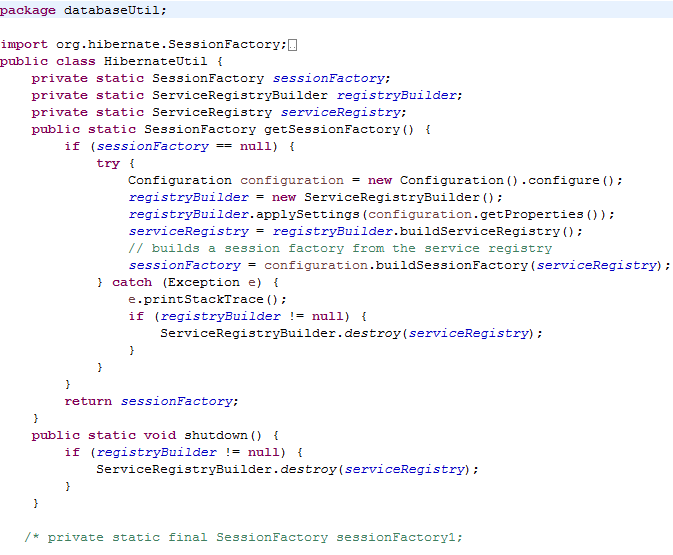 package databaseUtil;
import org.hibernate.SessionFactory;
public class HibernateUtil {
private static SessionFactory sessionFactory;
private static ServiceRegistryBuilder registryBuilder;
private static ServiceRegistry serviceRegistry;
public static SessionFactory getSessionFactory() {
if (sessionFactory == null) {
try {
Configuration configuration = new Configuration().configure();
registryBuilder = new ServiceRegistryBuilder();
registryBuilder.applySettings(configuration.getProperties());
serviceRegistry = registryBuilder.buildServiceRegistry();
// builds a session factory from the service registry
sessionFactory = configuration.buildSessionFactory(serviceRegistry);
} catch (Exception e) {
e.printStackTrace();
if (registryBuilder != null) {
ServiceRegistryBuilder.destroy(serviceRegistry);
}
}
}
return sessionFactory;
}
public static void shutdown() {
if (registryBuilder != null) {
ServiceRegistryBuilder.destroy(serviceRegistry);
}
}
/* private static final SessionFactory sessionFactory1;